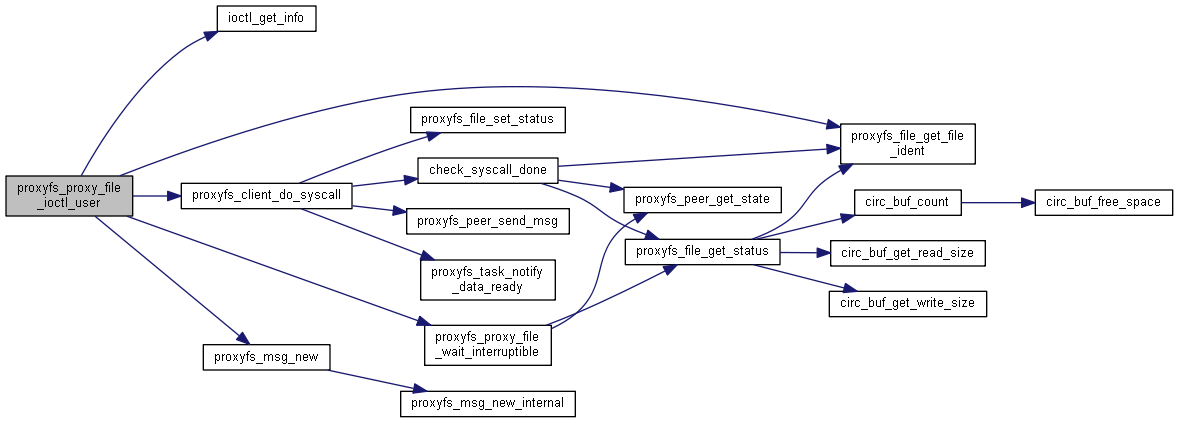 ioctl_get_info
proxyfs_proxy_file
_ioctl_user
proxyfs_client_do_syscall
proxyfs_msg_new
proxyfs_file_set_status
check_syscall_done
proxyfs_peer_send_msg
proxyfs_task_notify
_data_ready
proxyfs_proxy_file
_wait_interruptible
proxyfs_msg_new_internal
proxyfs_peer_get_state
proxyfs_file_get_status
proxyfs_file_get_file
_ident
circ_buf_count
circ_buf_get_read_size
circ_buf_get_write_size
circ_buf_free_space